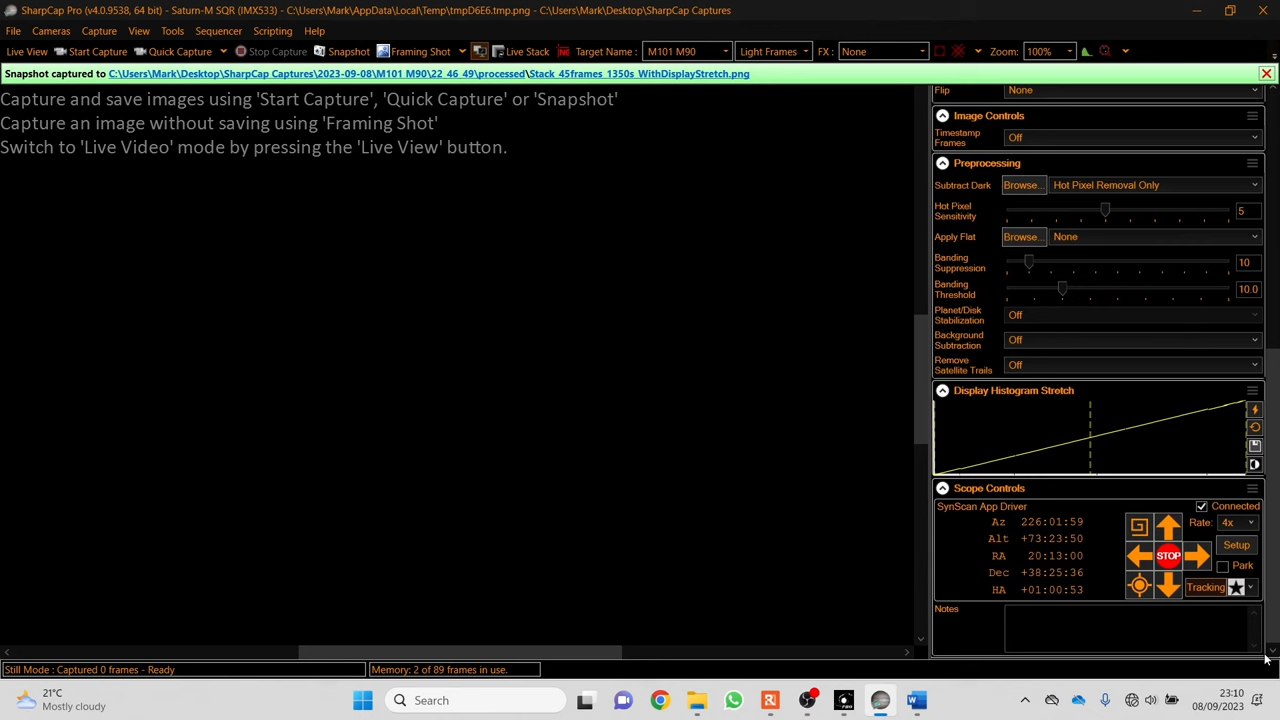 SharpCap Pro (v4.0.9538, 64 bit) - Saturn-M SQR (IMX533) - C:\Users\Mark\AppData\Local\Temp\tmpD6E6.tmp.png - C:\Users\Mark\Desktop\SharpCap Captures
File Cameras Capture View Tools Sequencer Scripting Help
Live View Start Capture Quick Capture Stop Capture Snapshot Framing Shot Live Stack Target Name : M101 M90 Light Frames FX : None Zoom: 100%
Snapshot captured to C:\Users\Mark\Desktop\SharpCap Captures\2023-09-08\M101 M90\22_46_49\processed\Stack_45frames_1350s_WithDisplayStretch.png
Capture and save images using 'Start Capture', 'Quick Capture' or 'Snapshot'
Capture an image without saving using 'Framing Shot'
Switch to 'Live Video' mode by pressing the 'Live View' button.
Flip None
Image Controls
Timestamp Frames Off
Preprocessing
Subtract Dark Browse... Hot Pixel Removal Only
Hot Pixel Sensitivity 5
Apply Flat Browse... None
Banding Suppression 10
Banding Threshold 10.0
Planet/Disk Stabilization Off
Background Subtraction Off
Remove Satellite Trails Off
Display Histogram Stretch
Scope Controls
SynScan App Driver Connected
Az 226:01:59 Rate: 4x
Alt +73:23:50
RA 20:13:00 STOP Setup
Dec +38:25:36 Park
HA +01:00:53 Tracking
Notes
Still Mode : Captured 0 frames - Ready Memory: 2 of 89 frames in use.
21°C
Mostly cloudy
Search
23:10
08/09/2023